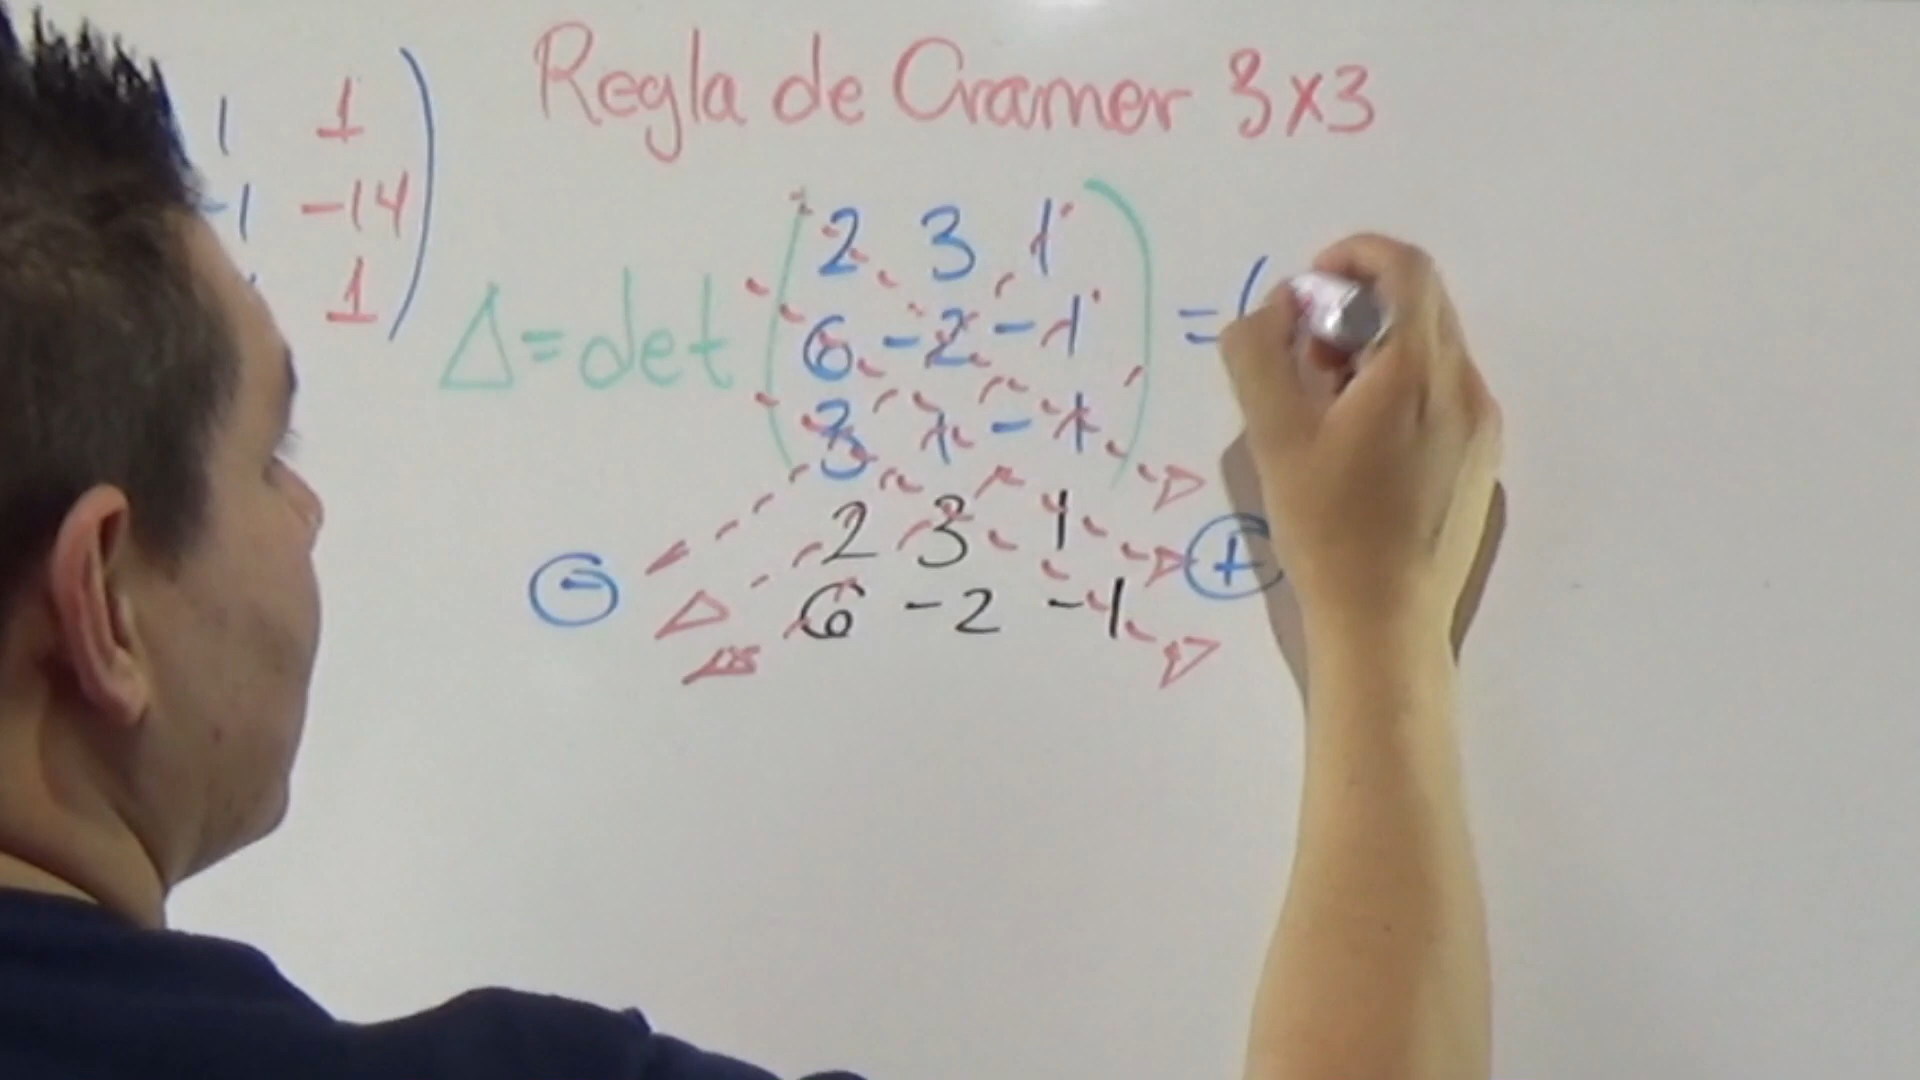 Regla de Cramer 3x3
1 1
-1 -14
1
Δ = det ( 2 3 1
6 -2 -1
3 1 -1 ) = (
2 3 1
6 -2 -1
- +